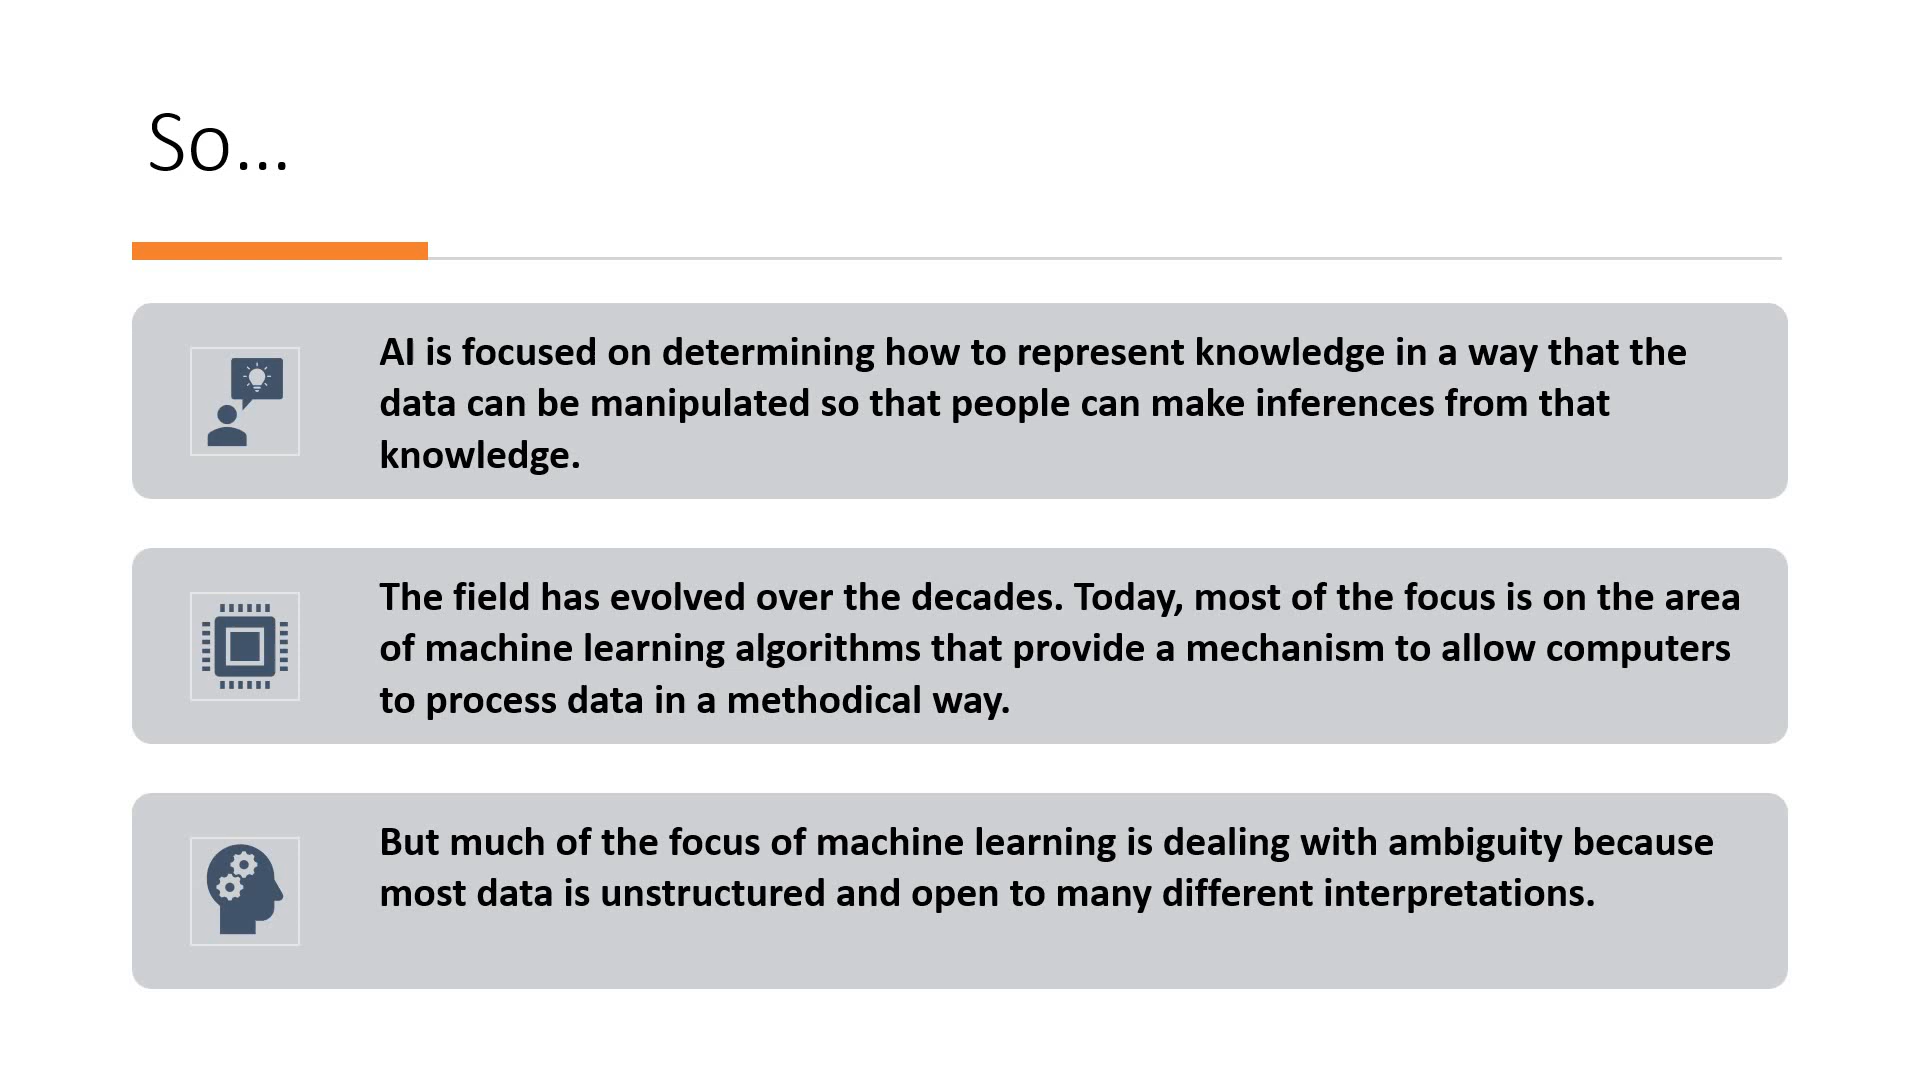 So…
AI is focused on determining how to represent knowledge in a way that the
data can be manipulated so that people can make inferences from that
knowledge.
The field has evolved over the decades. Today, most of the focus is on the area
of machine learning algorithms that provide a mechanism to allow computers
to process data in a methodical way.
But much of the focus of machine learning is dealing with ambiguity because
most data is unstructured and open to many different interpretations.